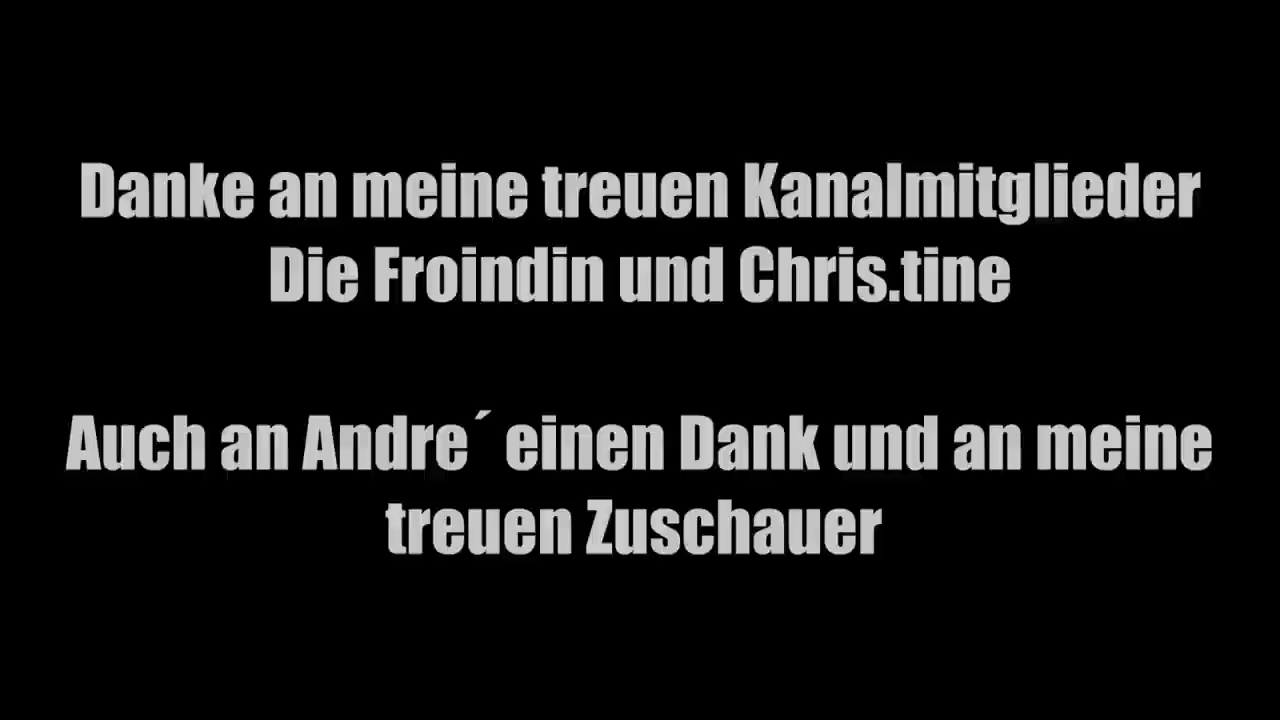 Danke an meine treuen Kanalmitglieder
Die Froindin und Chris.tine
Auch an Andre´ einen Dank und an meine
treuen Zuschauer